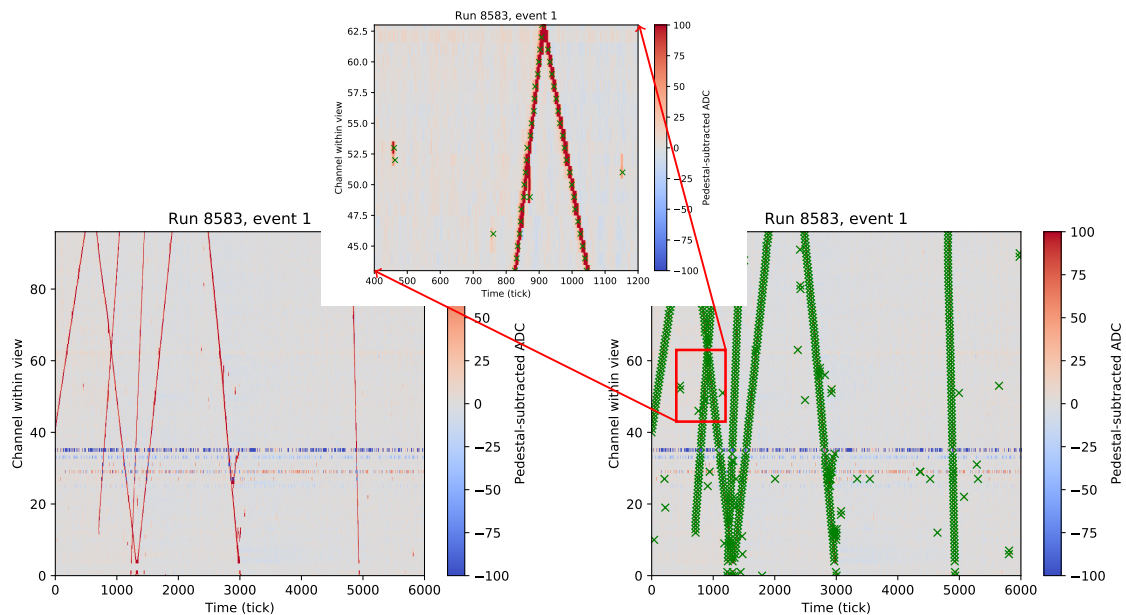 Run 8583, event 1
62.5
60.0
57.5
55.0
52.5
50.0
47.5
45.0
Channel within view
400 500 600 700 800 900 1000 1100 1200
Time (tick)
100
75
50
25
0
−25
−50
−75
−100
Pedestal-subtracted ADC
Run 8583, event 1
80
60
40
20
0
Channel within view
0 1000 2000 3000 4000 5000 6000
Time (tick)
50
25
0
−25
−50
−75
−100
Pedestal-subtracted ADC
Run 8583, event 1
60
40
20
0
Channel within view
0 1000 2000 3000 4000 5000 6000
Time (tick)
100
75
50
25
0
−25
−50
−75
−100
Pedestal-subtracted ADC